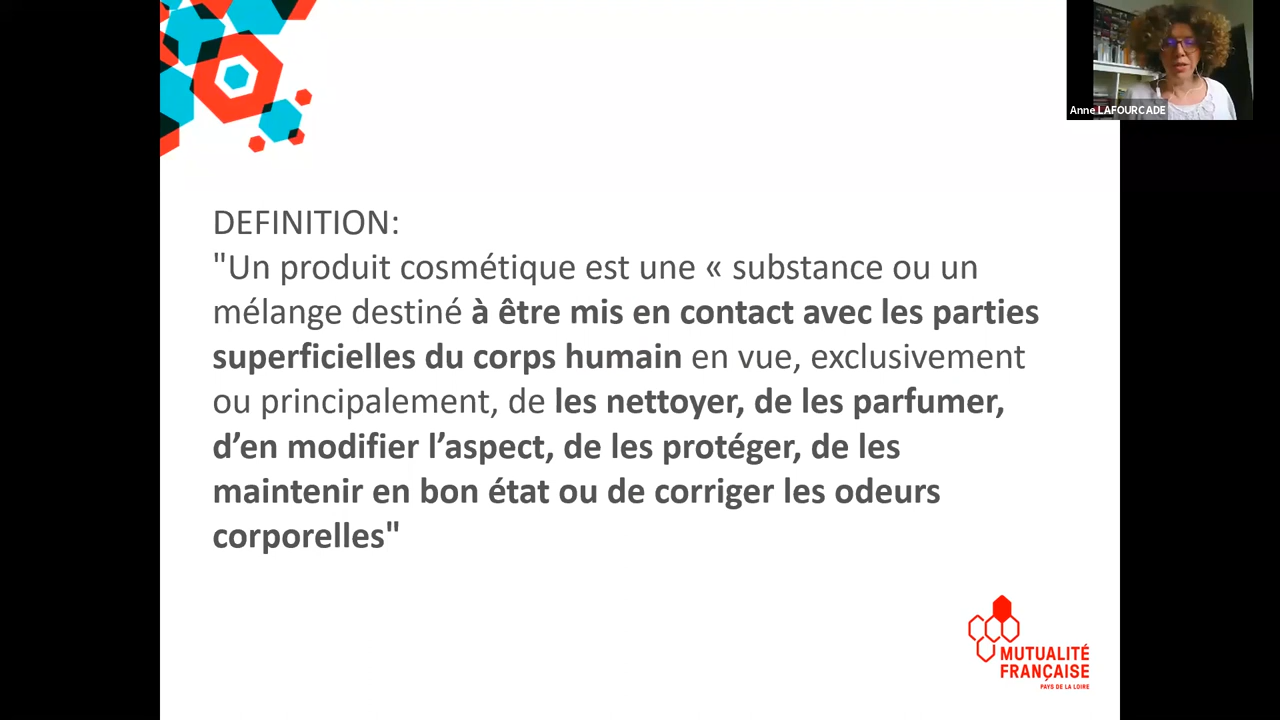 Anne LAFOURCADE
DEFINITION:
"Un produit cosmétique est une « substance ou un
mélange destiné à être mis en contact avec les parties
superficielles du corps humain en vue, exclusivement
ou principalement, de les nettoyer, de les parfumer,
d’en modifier l’aspect, de les protéger, de les
maintenir en bon état ou de corriger les odeurs
corporelles"
MUTUALITÉ
FRANÇAISE
PAYS DE LA LOIRE